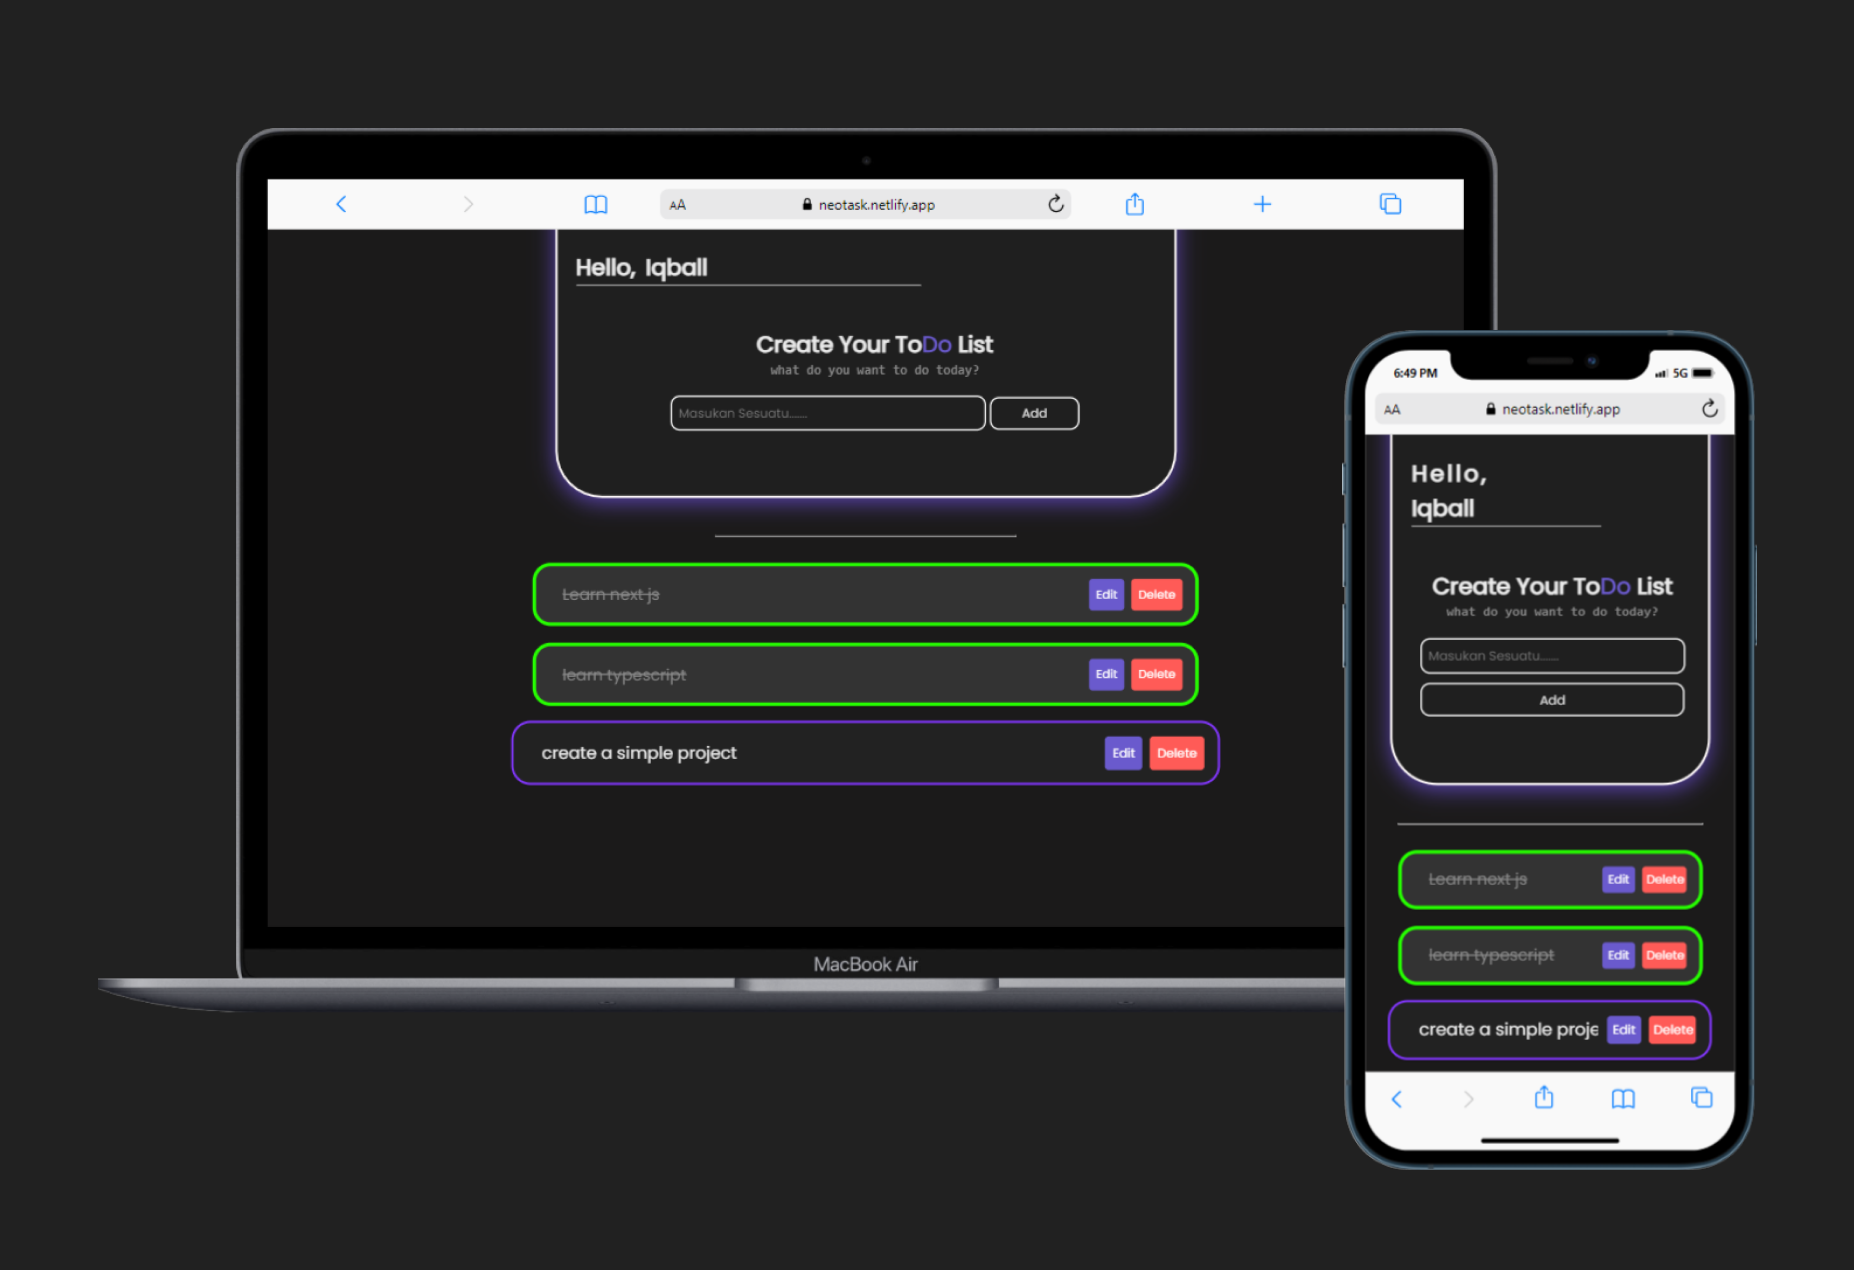 AA
neotask.netlify.app
Hello, Iqball
Create Your ToDo List
what do you want to do today?
Masukan Sesuatu......
Add
Learn next js
Edit
Delete
learn typescript
Edit
Delete
create a simple project
Edit
Delete
MacBook Air
6:49 PM
5G
AA
neotask.netlify.app
Hello,
Iqball
Create Your ToDo List
what do you want to do today?
Masukan Sesuatu......
Add
Learn next js
Edit
Delete
learn typescript
Edit
Delete
create a simple proje
Edit
Delete